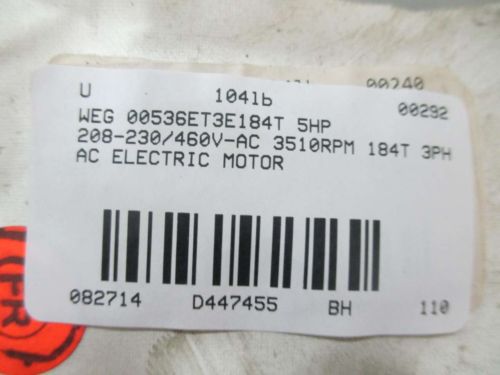 00240
U 104lb 00292
WEG 00536ET3E184T 5HP
208-230/460V-AC 3510RPM 184T 3PH
AC ELECTRIC MOTOR
082714 D447455 BH 110